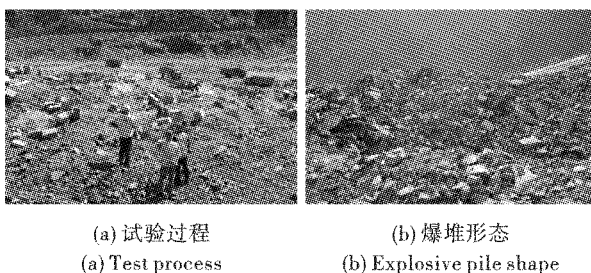 (a) 试验过程
(a) Test process
(b) 爆堆形态
(b) Explosive pile shape